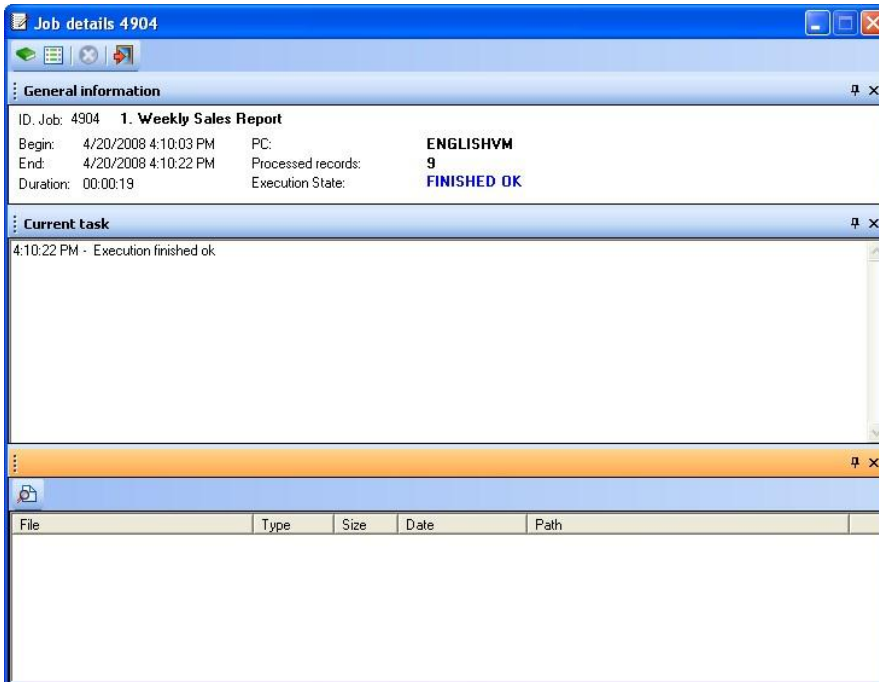 Job details 4904
General information
ID. Job: 4904 1. Weekly Sales Report
Begin: 4/20/2008 4:10:03 PM PC: ENGLISHVM
End: 4/20/2008 4:10:22 PM Processed records: 9
Duration: 00:00:19 Execution State: FINISHED OK
Current task
4:10:22 PM - Execution finished ok
File Type Size Date Path